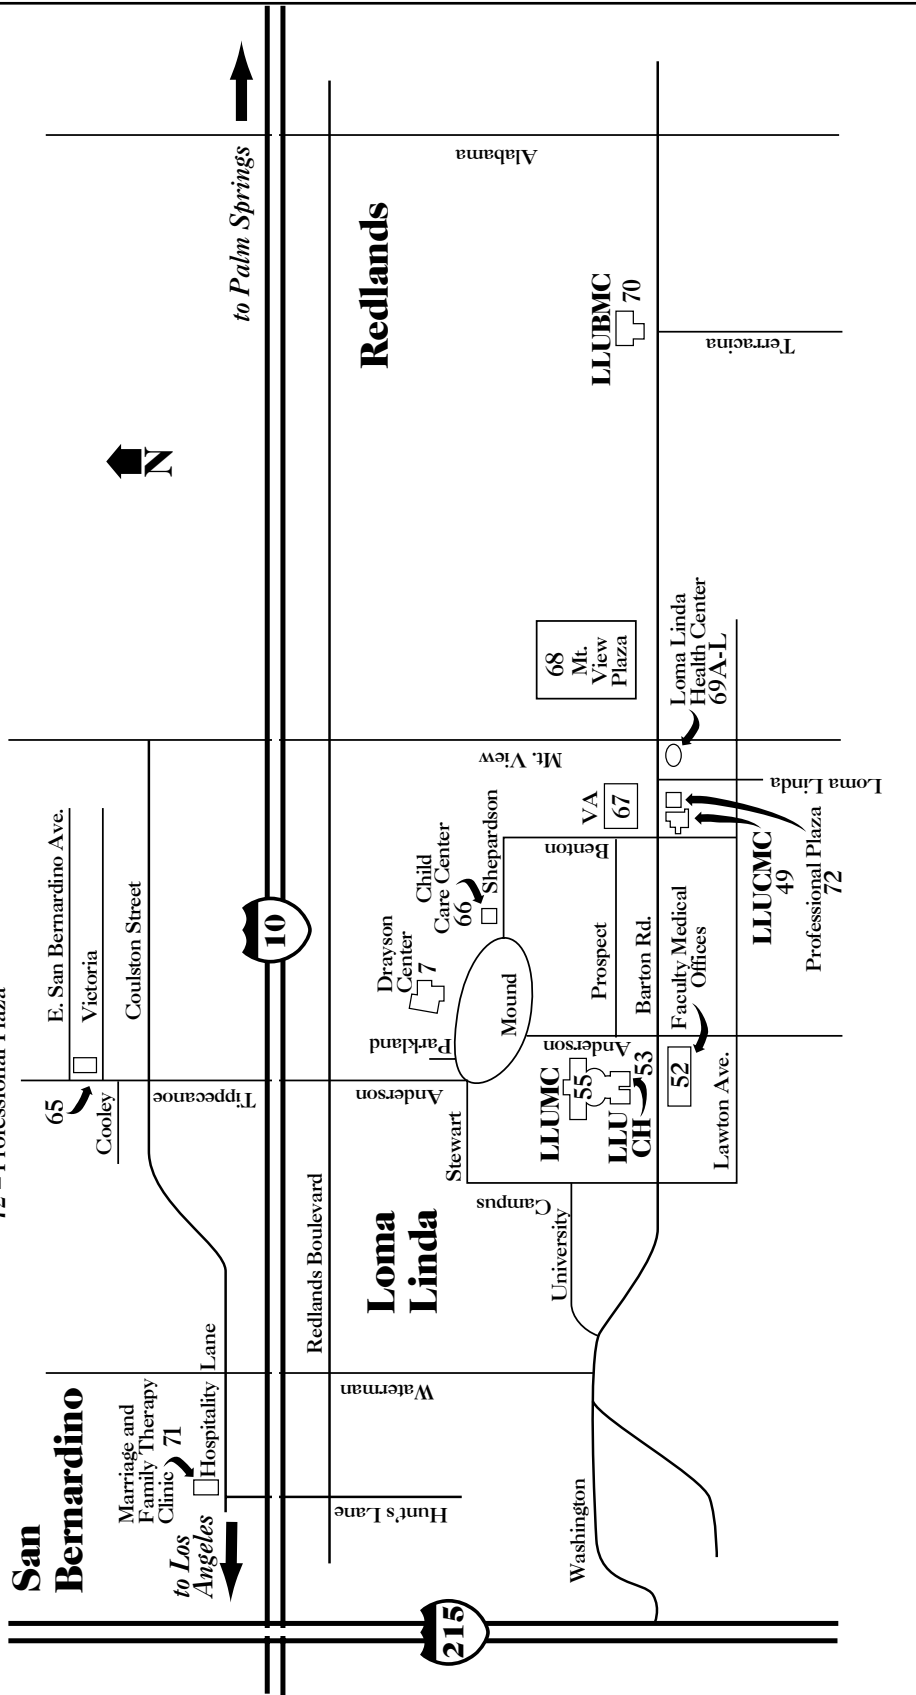 72 – Professional Plaza
San
Bernardino
Marriage and
Family Therapy
Clinic
71
Hospitality Lane
to Los
Angeles
Hunt's Lane
215
Washington
Waterman
Redlands Boulevard
Loma
Linda
University
Campus
Stewart
65
Cooley
Tippecanoe
E. San Bernardino Ave.
Victoria
Coulston Street
10
Anderson
Parkland
Drayson
Center
7
Child
Care Center
66
Shepardson
Mound
Anderson
LLUMC
55
LLU
CH
53
52
Faculty Medical
Offices
Lawton Ave.
Prospect
Barton Rd.
Benton
VA
67
Mt. View
LLUCMC
49
Professional Plaza
72
Loma Linda
Loma Linda
Health Center
69A-L
68
Mt.
View
Plaza
N
to Palm Springs
Redlands
LLUBMC
70
Terracina
Alabama